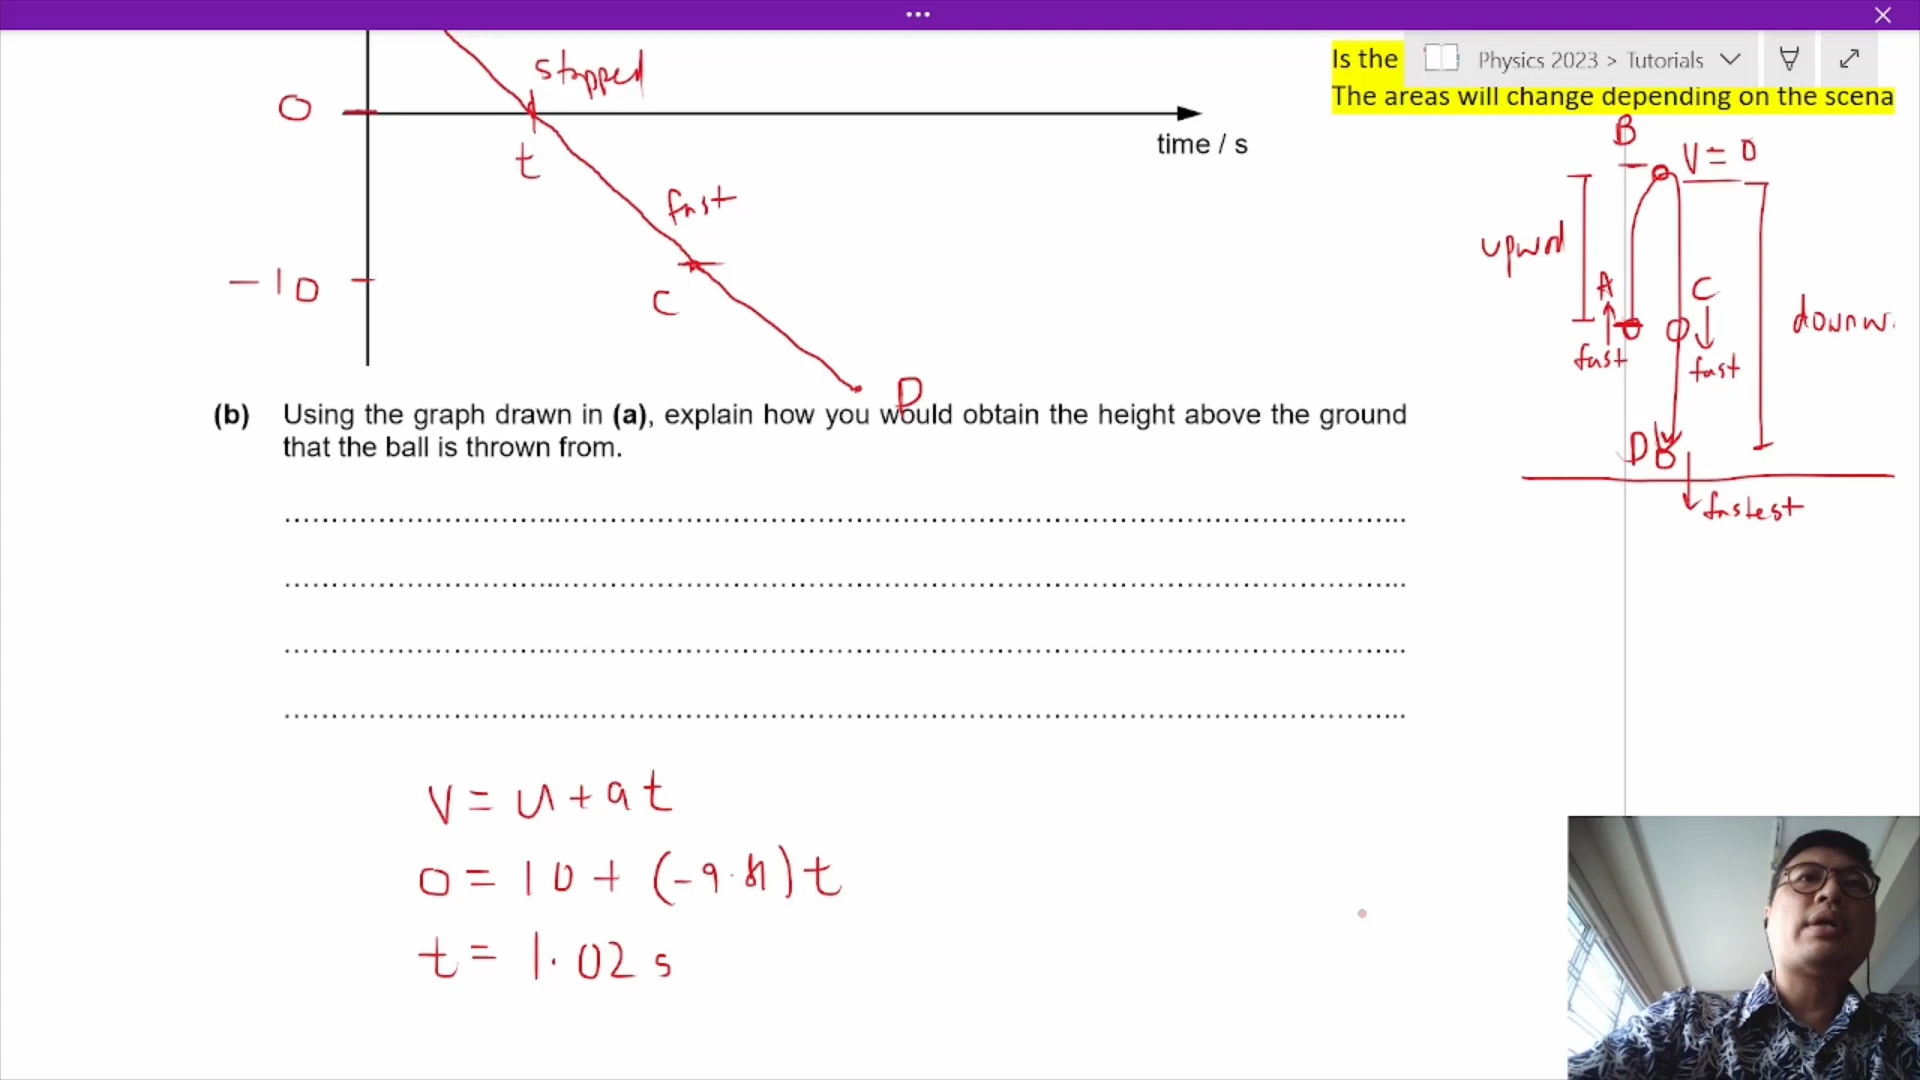 Is the
Physics 2023 > Tutorials
The areas will change depending on the scena
stopped
0
time / s
t
fast
-10
C
D
B
V = 0
upwrd
A
C
fast
fast
downw.
D
fastest
(b) Using the graph drawn in (a), explain how you would obtain the height above the ground
that the ball is thrown from.
v = u + at
0 = 10 + (-9.81)t
t = 1.02 s